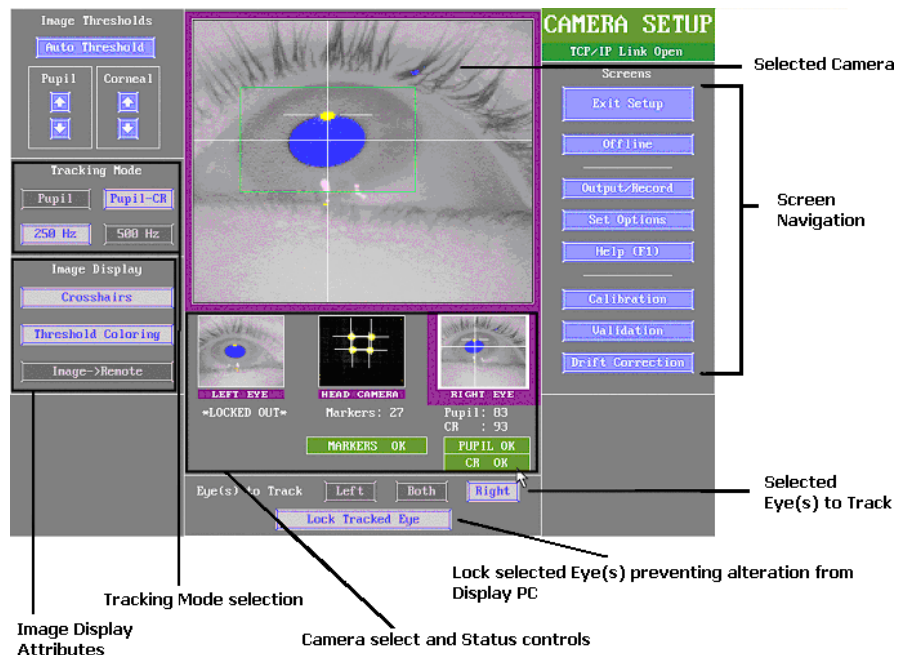 Image Thresholds
Auto Threshold
Pupil
Corneal
Tracking Mode
Pupil
Pupil-CR
250 Hz
500 Hz
Image Display
Crosshairs
Threshold Coloring
Image->Remote
LEFT EYE
*LOCKED OUT*
HEAD CAMERA
Markers: 27
MARKERS OK
RIGHT EYE
Pupil: 83
CR : 93
PUPIL OK
CR OK
Eye(s) to Track
Left
Both
Right
Lock Tracked Eye
CAMERA SETUP
TCP/IP Link Open
Screens
Exit Setup
Offline
Output/Record
Set Options
Help (F1)
Calibration
Validation
Drift Correction
Selected Camera
Screen
Navigation
Selected
Eye(s) to Track
Lock selected Eye(s) preventing alteration from
Display PC
Tracking Mode selection
Image Display
Attributes
Camera select and Status controls